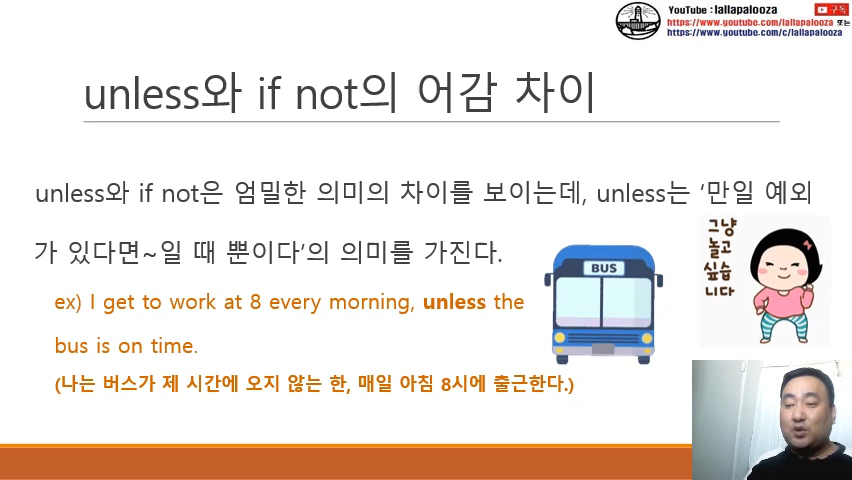 YouTube : lallapalooza
구독
https://www.youtube.com/lallapalooza 또는
https://www.youtube.com/c/lallapalooza
unless와 if not의 어감 차이
unless와 if not은 엄밀한 의미의 차이를 보이는데, unless는 ‘만일 예외
가 있다면~일 때 뿐이다’의 의미를 가진다.
그냥
놀고
싶습
니다
BUS
ex) I get to work at 8 every morning, unless the
bus is on time.
(나는 버스가 제 시간에 오지 않는 한, 매일 아침 8시에 출근한다.)